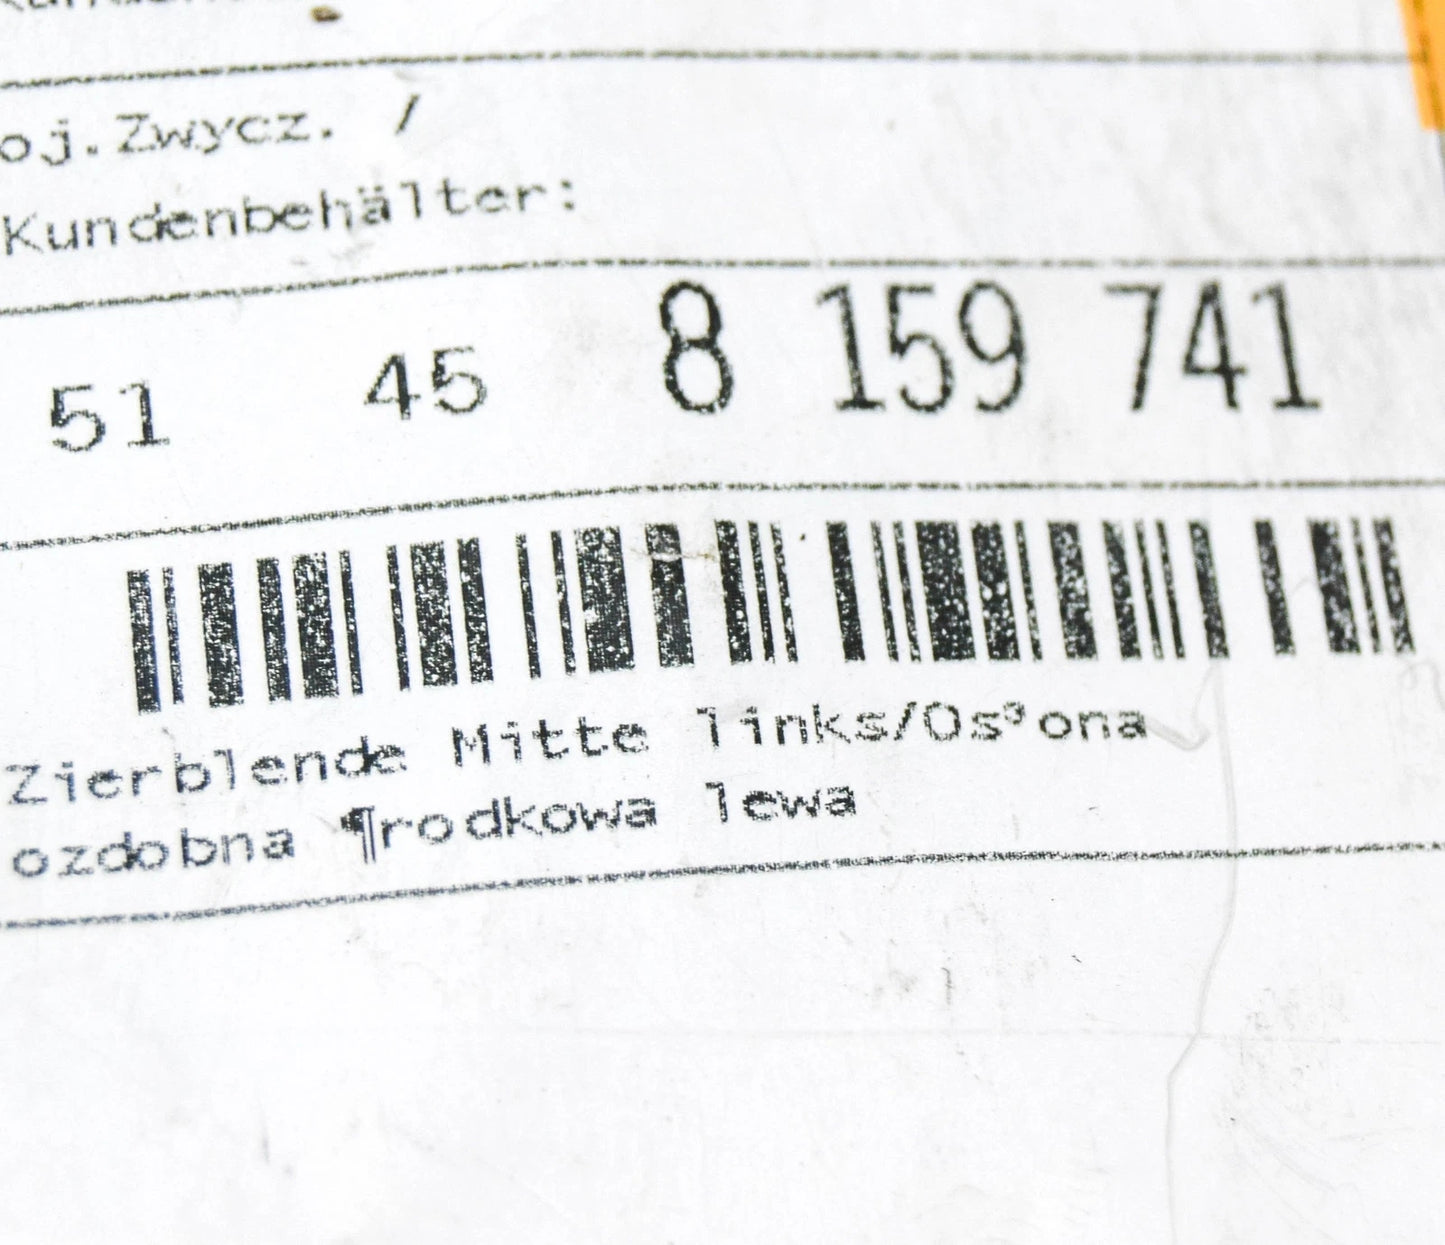 oj.Zwycz. /
Kundenbehälter:
51 45 8 159 741
Zierblende Mitte links/Os³ona
ozdobna ¶rodkowa lewa